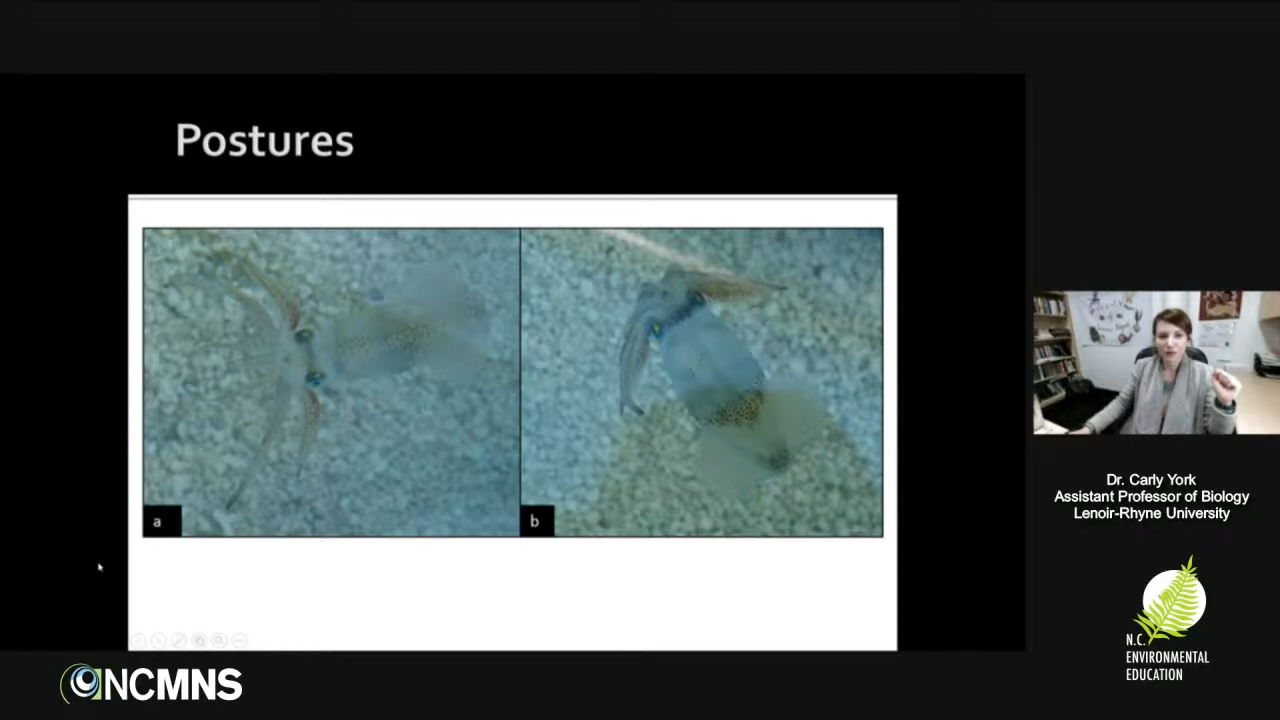 Postures
a
b
Dr. Carly York
Assistant Professor of Biology
Lenoir-Rhyne University
N.C.
ENVIRONMENTAL
EDUCATION
NCMNS